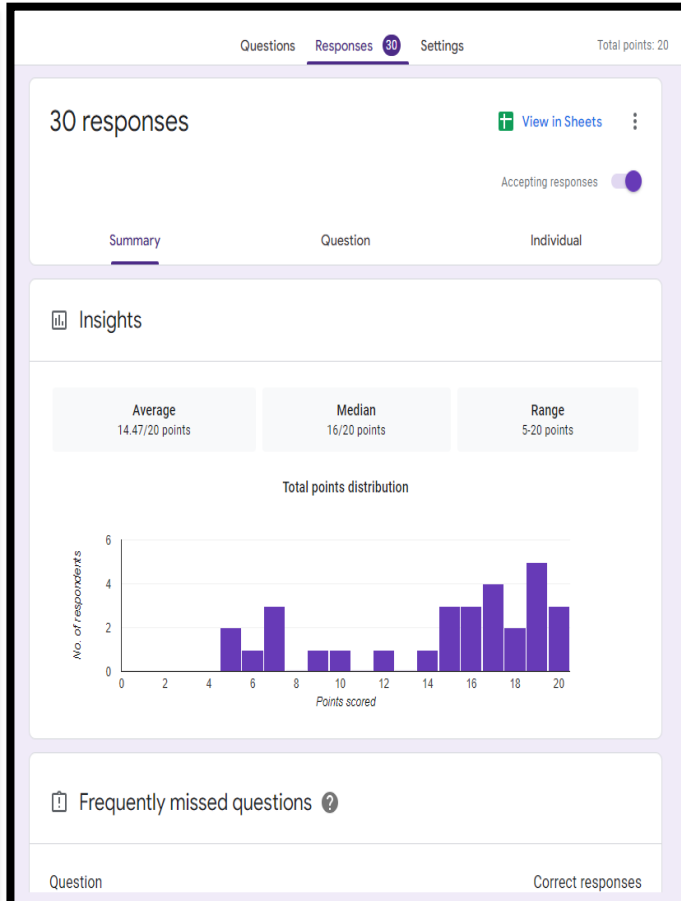 Questions Responses 30 Settings Total points: 20
30 responses View in Sheets
Accepting responses
Summary Question Individual
Insights
Average Median Range
14.47/20 points 16/20 points 5-20 points
Total points distribution
No. of respondents
6
4
2
0
0 2 4 6 8 10 12 14 16 18 20
Points scored
Frequently missed questions ?
Question Correct responses